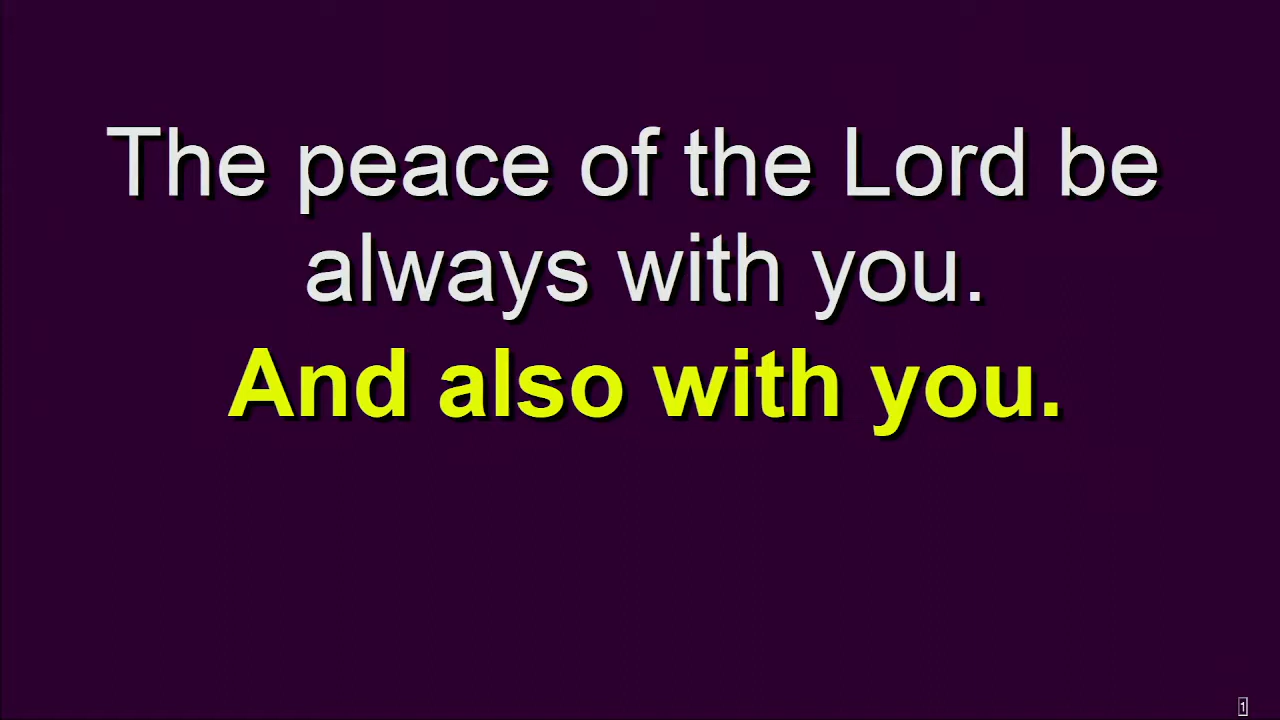 The peace of the Lord be
always with you.
And also with you.
1